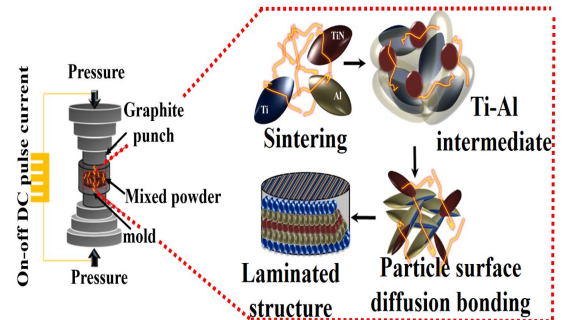 On-off DC pulse current
Pressure
Graphite
punch
Mixed powder
mold
Pressure
TiN
Ti
Al
Sintering
Ti-Al
intermediate
Laminated
structure
Particle surface
diffusion bonding